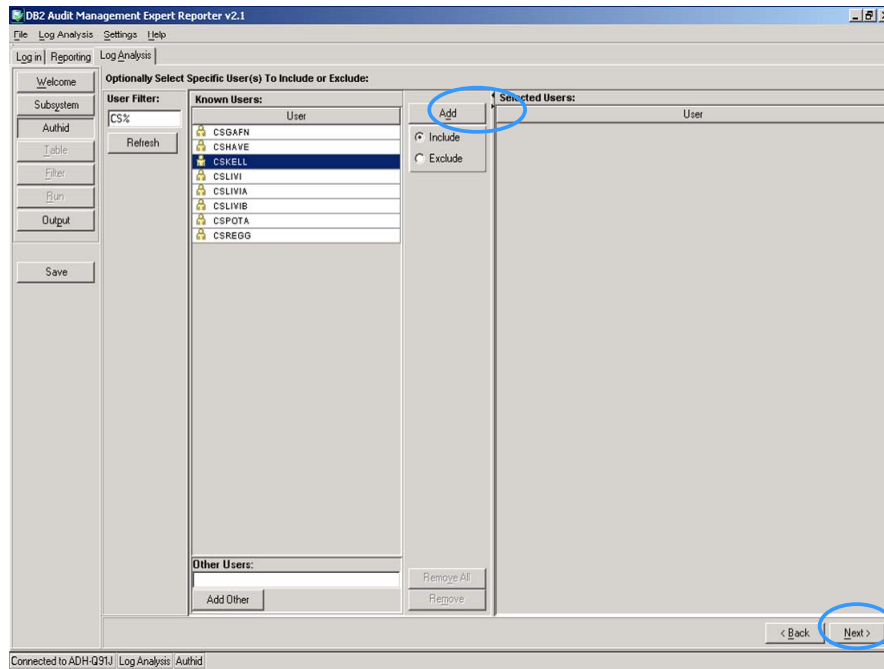 DB2 Audit Management Expert Reporter v2.1
File Log Analysis Settings Help
Log in Reporting Log Analysis
Welcome
Subsystem
Authid
Table
Filter
Run
Output
Save
Optionally Select Specific User(s) To Include or Exclude:
User Filter:
CS%
Refresh
Known Users:
User
CSGAFN
CSHAVE
CSKELL
CSLIVI
CSLIVIA
CSLIVIB
CSPOTA
CSREGG
Other Users:
Add Other
Add
Include
Exclude
Remove All
Remove
Selected Users:
User
< Back Next >
Connected to ADH-Q91J Log Analysis Authid